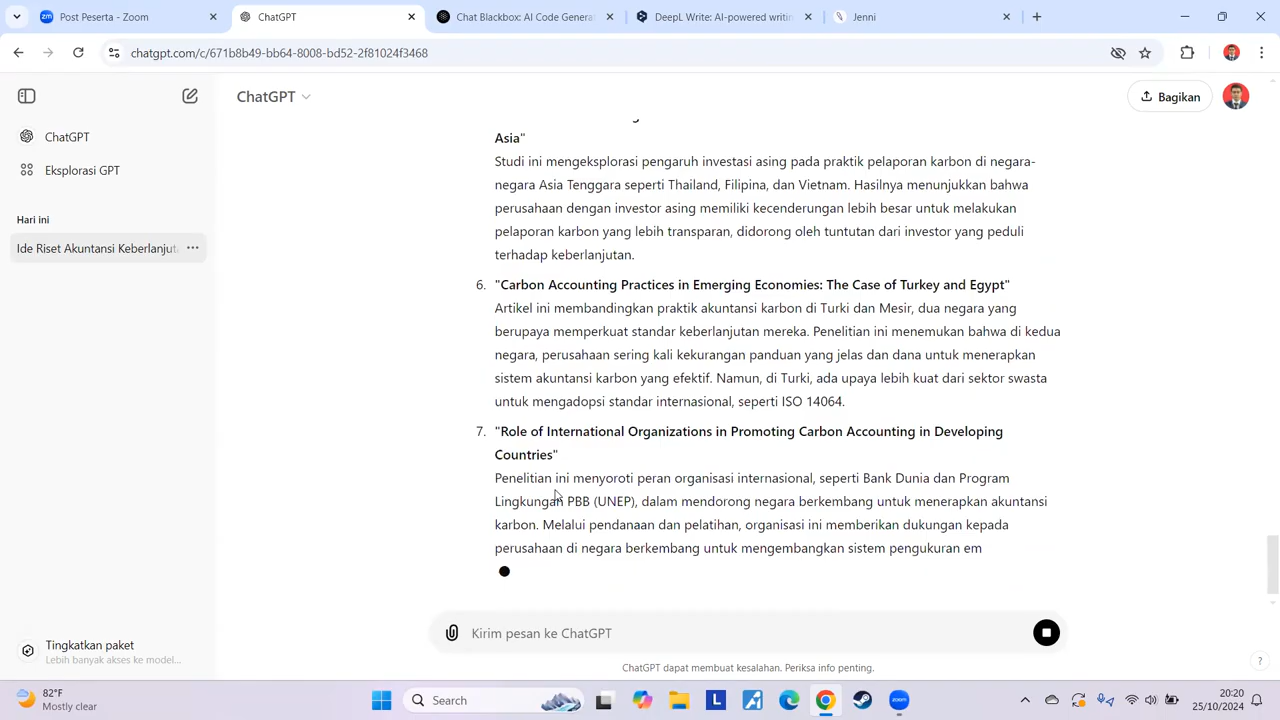 Post Peserta - Zoom
ChatGPT
Chat Blackbox: AI Code Genera
DeepL Write: AI-powered writin
Jenni
chatgpt.com/c/671b8b49-bb64-8008-bd52-2f81024f3468
ChatGPT
Bagikan
ChatGPT
Eksplorasi GPT
Hari ini
Ide Riset Akuntansi Keberlanjut
Asia"
Studi ini mengeksplorasi pengaruh investasi asing pada praktik pelaporan karbon di negara-
negara Asia Tenggara seperti Thailand, Filipina, dan Vietnam. Hasilnya menunjukkan bahwa
perusahaan dengan investor asing memiliki kecenderungan lebih besar untuk melakukan
pelaporan karbon yang lebih transparan, didorong oleh tuntutan dari investor yang peduli
terhadap keberlanjutan.
6. "Carbon Accounting Practices in Emerging Economies: The Case of Turkey and Egypt"
Artikel ini membandingkan praktik akuntansi karbon di Turki dan Mesir, dua negara yang
berupaya memperkuat standar keberlanjutan mereka. Penelitian ini menemukan bahwa di kedua
negara, perusahaan sering kali kekurangan panduan yang jelas dan dana untuk menerapkan
sistem akuntansi karbon yang efektif. Namun, di Turki, ada upaya lebih kuat dari sektor swasta
untuk mengadopsi standar internasional, seperti ISO 14064.
7. "Role of International Organizations in Promoting Carbon Accounting in Developing
Countries"
Penelitian ini menyoroti peran organisasi internasional, seperti Bank Dunia dan Program
Lingkungan PBB (UNEP), dalam mendorong negara berkembang untuk menerapkan akuntansi
karbon. Melalui pendanaan dan pelatihan, organisasi ini memberikan dukungan kepada
perusahaan di negara berkembang untuk mengembangkan sistem pengukuran em
Kirim pesan ke ChatGPT
ChatGPT dapat membuat kesalahan. Periksa info penting.
?
Tingkatkan paket
Lebih banyak akses ke model...
82°F
Mostly clear
Search
20:20
25/10/2024